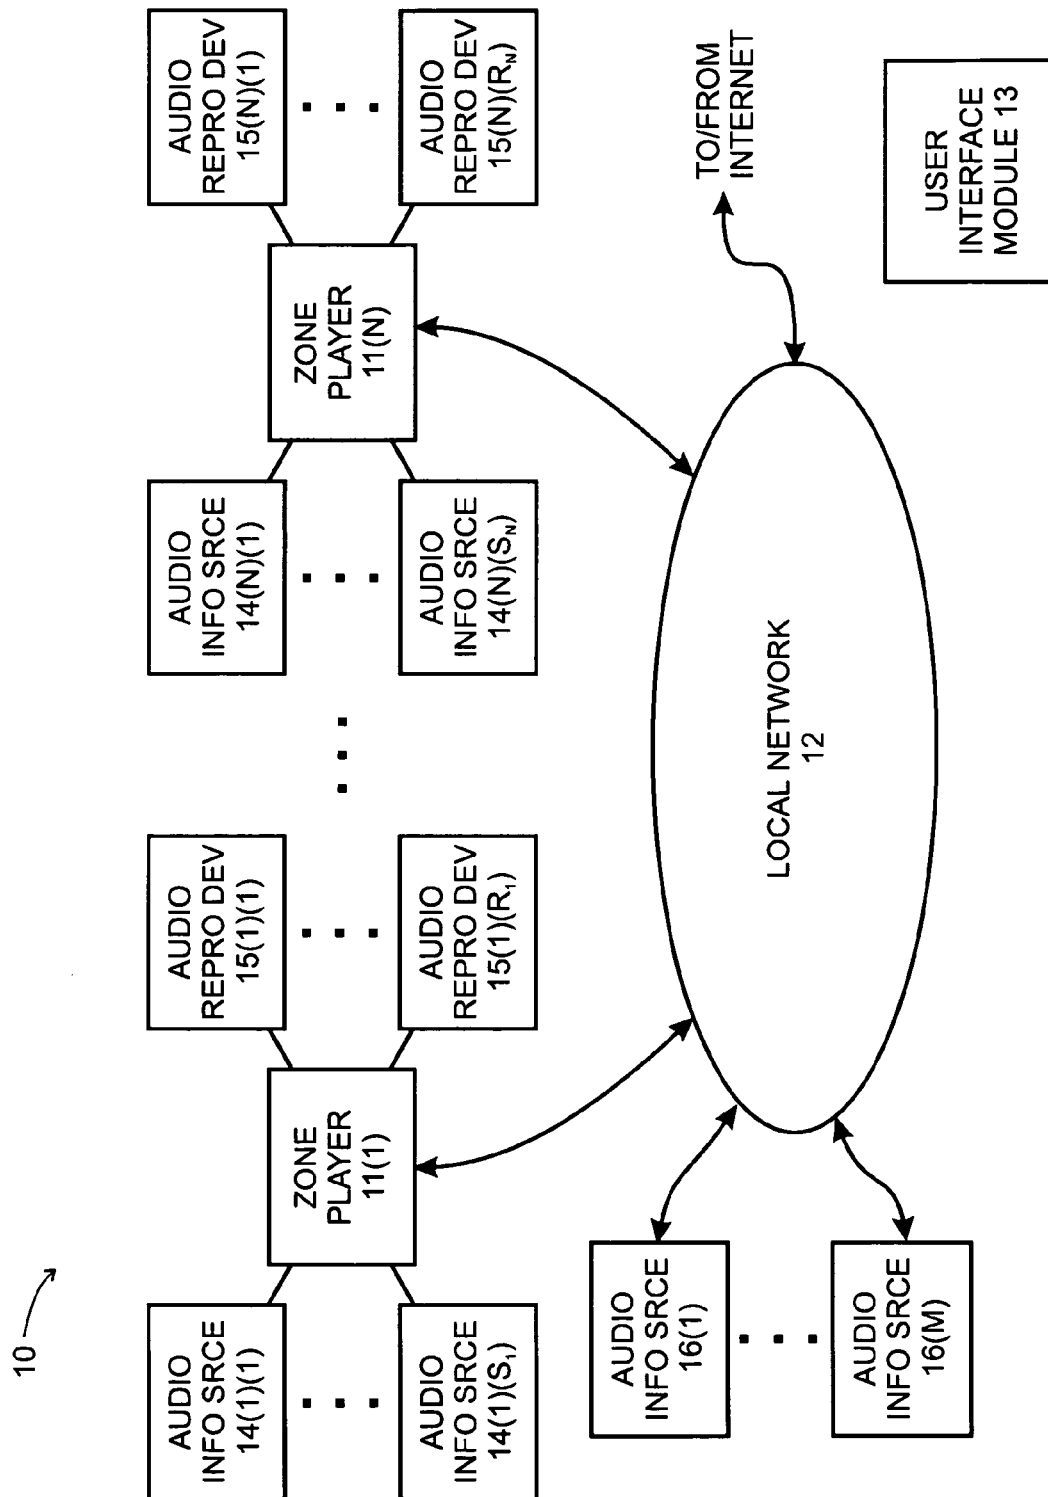 10
AUDIO
INFO SRCE
14(1)(1)
AUDIO
REPRO DEV
15(1)(1)
AUDIO
INFO SRCE
14(N)(1)
AUDIO
REPRO DEV
15(N)(1)
ZONE
PLAYER
11(1)
ZONE
PLAYER
11(N)
AUDIO
INFO SRCE
14(1)(S₁)
AUDIO
REPRO DEV
15(1)(R₁)
AUDIO
INFO SRCE
14(N)(S_N)
AUDIO
REPRO DEV
15(N)(R_N)
AUDIO
INFO SRCE
16(1)
AUDIO
INFO SRCE
16(M)
LOCAL NETWORK
12
TO/FROM
INTERNET
USER
INTERFACE
MODULE 13